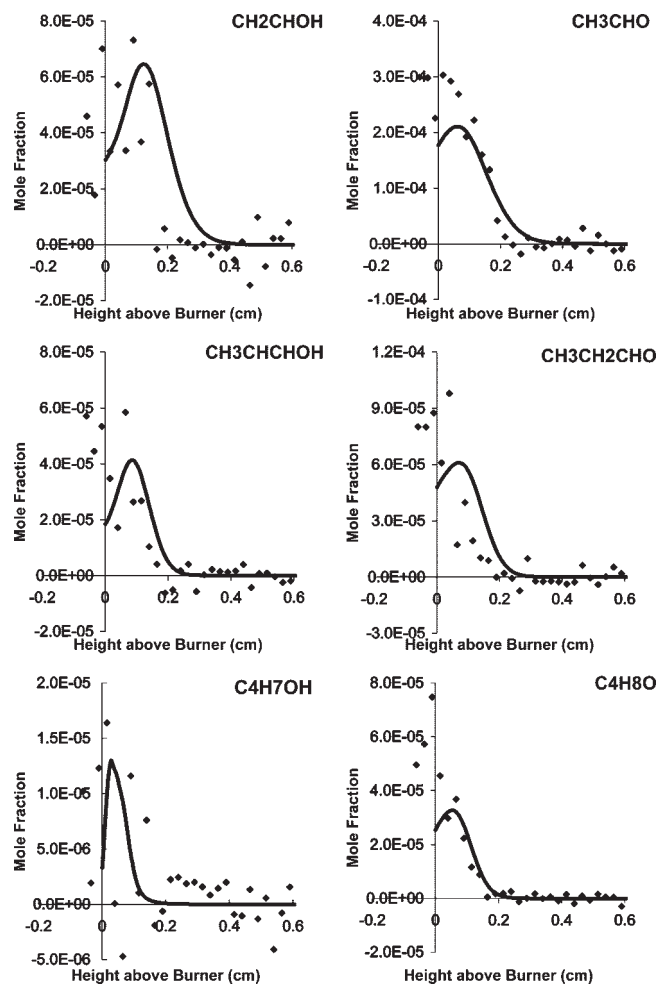 CH2CHOH
8.0E-05
6.0E-05
4.0E-05
2.0E-05
0.0E+00
-2.0E-05
-0.2 0 0.2 0.4 0.6
Mole Fraction
Height above Burner (cm)
CH3CHO
4.0E-04
3.0E-04
2.0E-04
1.0E-04
0.0E+00
-1.0E-04
-0.2 0 0.2 0.4 0.6
Mole Fraction
Height above Burner (cm)
CH3CHCHOH
8.0E-05
6.0E-05
4.0E-05
2.0E-05
0.0E+00
-2.0E-05
-0.2 0 0.2 0.4 0.6
Mole Fraction
Height above Burner (cm)
CH3CH2CHO
1.2E-04
9.0E-05
6.0E-05
3.0E-05
0.0E+00
-3.0E-05
-0.2 0 0.2 0.4 0.6
Mole Fraction
Height above Burner (cm)
C4H7OH
2.0E-05
1.5E-05
1.0E-05
5.0E-06
0.0E+00
-5.0E-06
-0.2 0 0.2 0.4 0.6
Mole Fraction
Height above Burner (cm)
C4H8O
8.0E-05
6.0E-05
4.0E-05
2.0E-05
0.0E+00
-2.0E-05
-0.2 0 0.2 0.4 0.6
Mole Fraction
Height above Burner (cm)